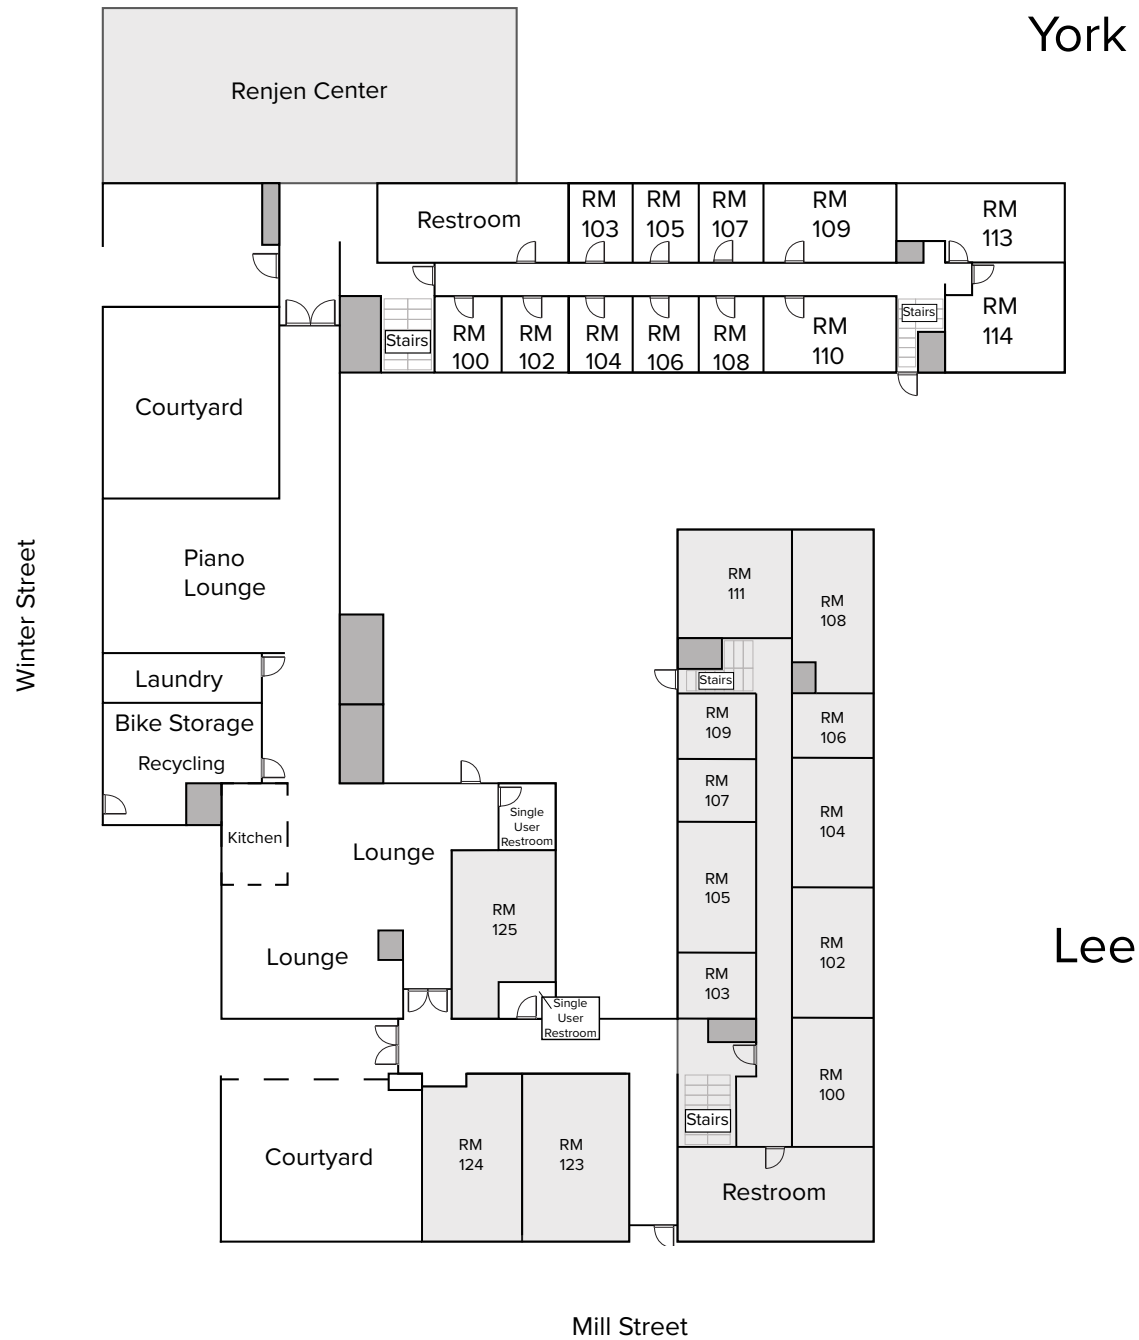 York
Renjen Center
Restroom
RM
103
RM
105
RM
107
RM
109
RM
113
Stairs
RM
100
RM
102
RM
104
RM
106
RM
108
RM
110
Stairs
RM
114
Courtyard
Winter Street
Piano
Lounge
Laundry
Bike Storage
Recycling
Kitchen
Lounge
Single
User
Restroom
RM
125
Lounge
Single
User
Restroom
Courtyard
RM
124
RM
123
RM
111
RM
108
Stairs
RM
109
RM
106
RM
107
RM
104
RM
105
RM
102
RM
103
RM
100
Stairs
Restroom
Lee
Mill Street